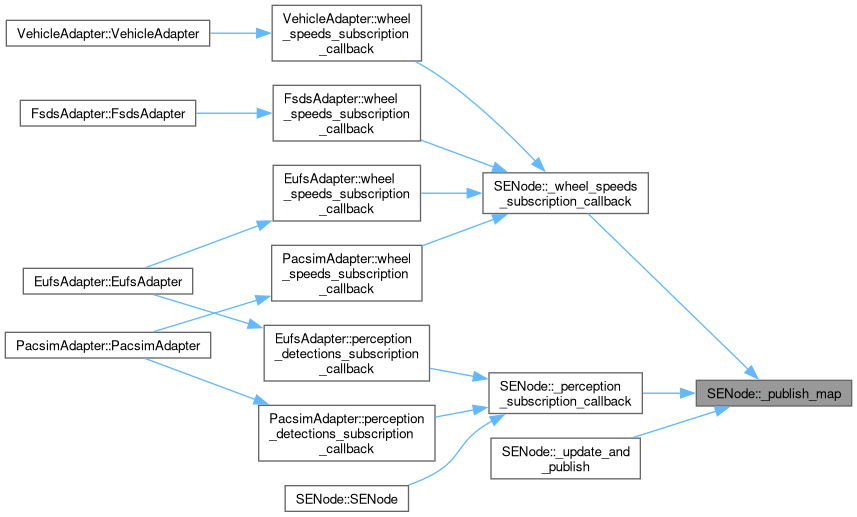 VehicleAdapter::VehicleAdapter
VehicleAdapter::wheel
_speeds_subscription
_callback
FsdsAdapter::FsdsAdapter
FsdsAdapter::wheel
_speeds_subscription
_callback
EufsAdapter::wheel
_speeds_subscription
_callback
SENode::_wheel_speeds
_subscription_callback
EufsAdapter::EufsAdapter
PacsimAdapter::wheel
_speeds_subscription
_callback
PacsimAdapter::PacsimAdapter
EufsAdapter::perception
_detections_subscription
_callback
SENode::_perception
_subscription_callback
SENode::_publish_map
PacsimAdapter::perception
_detections_subscription
_callback
SENode::_update_and
_publish
SENode::SENode